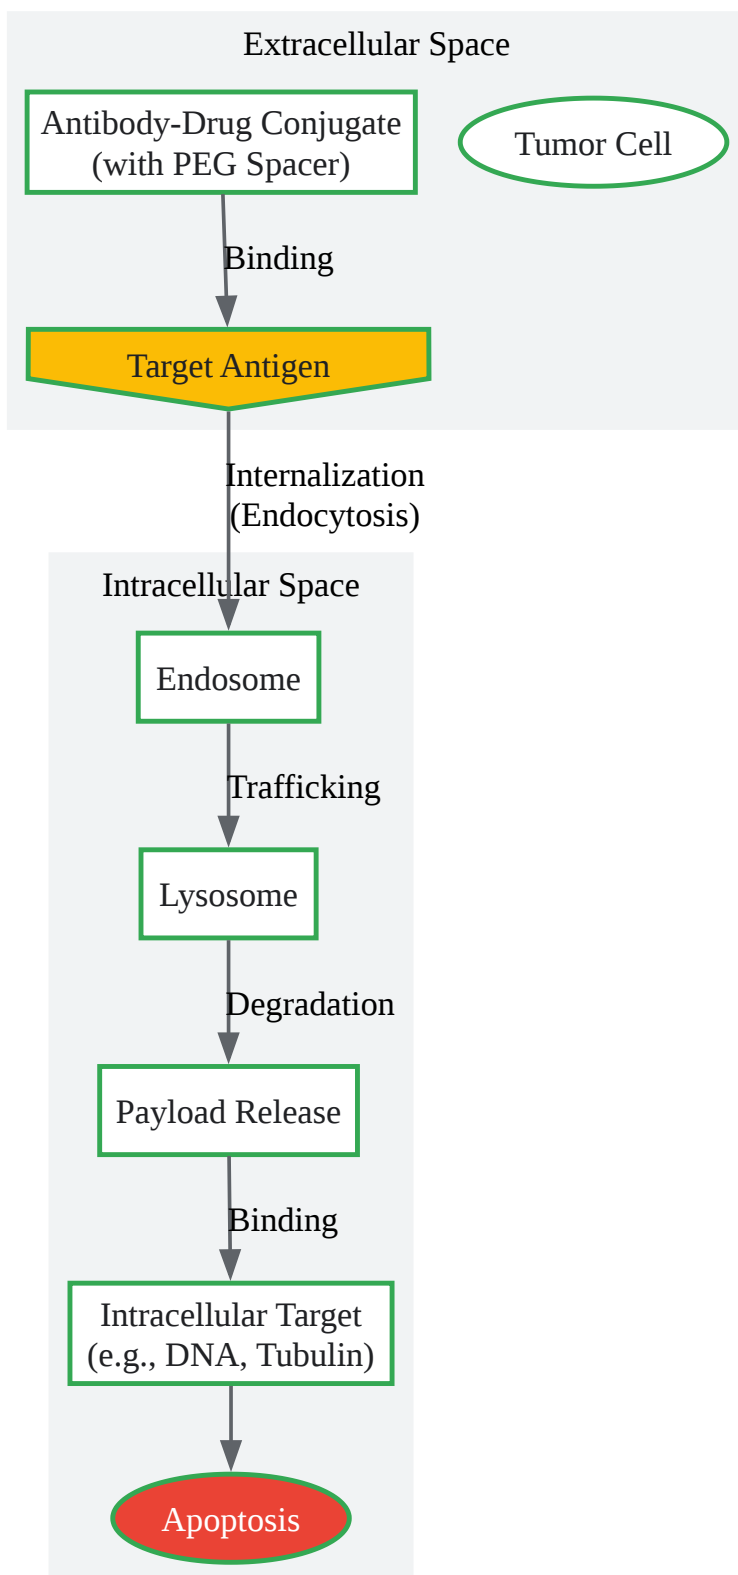 Extracellular Space
Antibody-Drug Conjugate
(with PEG Spacer)
Tumor Cell
Binding
Target Antigen
Internalization
(Endocytosis)
Intracellular Space
Endosome
Trafficking
Lysosome
Degradation
Payload Release
Binding
Intracellular Target
(e.g., DNA, Tubulin)
Apoptosis